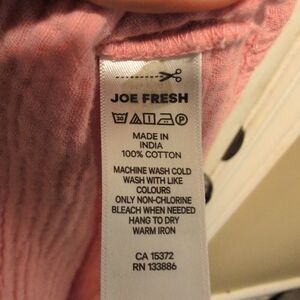 JOE FRESH
30 P
MADE IN
INDIA
100% COTTON
MACHINE WASH COLD
WASH WITH LIKE
COLOURS
ONLY NON-CHLORINE
BLEACH WHEN NEEDED
HANG TO DRY
WARM IRON
CA 15372
RN 133886